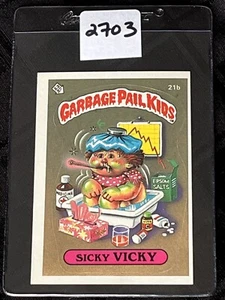 2703
21b
GARBAGE PAIL KIDS
EPSOM
SALTS
SICKY VICKY